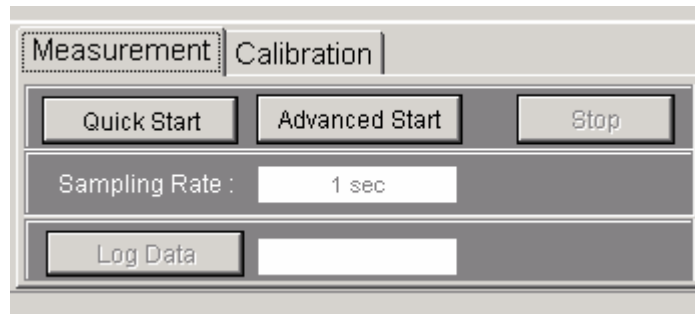 Measurement Calibration
Quick Start Advanced Start Stop
Sampling Rate : 1 sec
Log Data